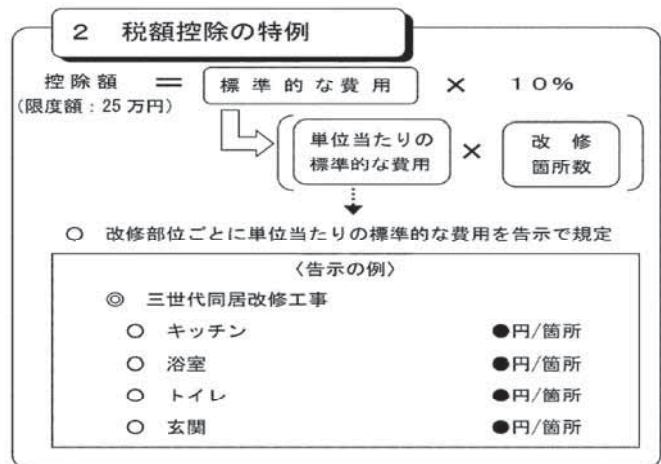 2 税額控除の特例
控除額 ＝ 標準的な費用 × 10%
(限度額：25万円)
単位当たりの標準的な費用 × 改修箇所数
○ 改修部位ごとに単位当たりの標準的な費用を告示で規定
〈告示の例〉
◎ 三世代同居改修工事
○ キッチン ●円/箇所
○ 浴室 ●円/箇所
○ トイレ ●円/箇所
○ 玄関 ●円/箇所